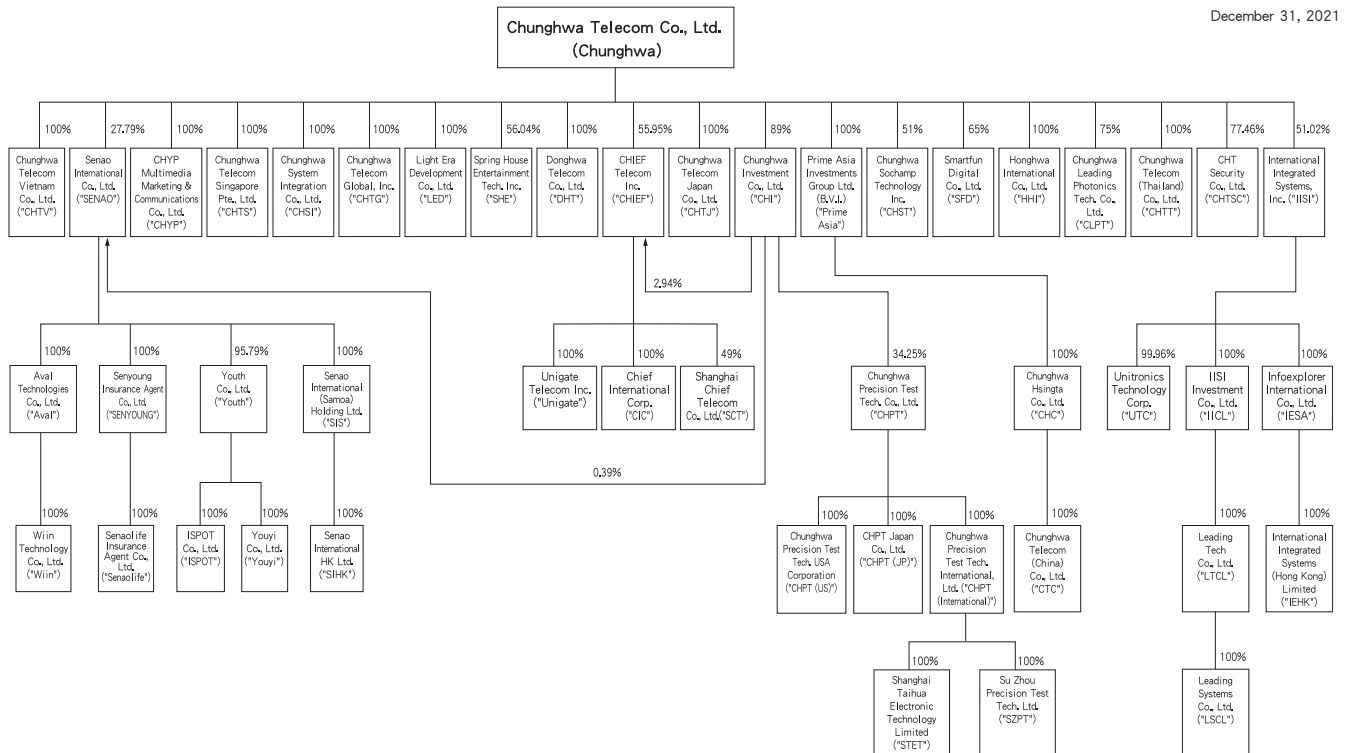 December 31, 2021
Chunghwa Telecom Co., Ltd.
(Chunghwa)
100%
27.79%
100%
100%
100%
100%
100%
56.04%
100%
55.95%
100%
89%
100%
51%
65%
100%
75%
100%
77.46%
51.02%
Chunghwa
Telecom
Vietnam
Co., Ltd.
("CHTV")
Senao
International
Co., Ltd.
("SENAO")
CHYP
Multimedia
Marketing &
Communications
Co., Ltd.
("CHYP")
Chunghwa
Telecom
Singapore
Pte., Ltd.
("CHTS")
Chunghwa
System
Integration
Co., Ltd.
("CHSI")
Chunghwa
Telecom
Global, Inc.
("CHTG")
Light Era
Development
Co., Ltd.
("LED")
Spring House
Entertainment
Tech. Inc.
("SHE")
Donghwa
Telecom
Co., Ltd.
("DHT")
CHIEF
Telecom
Inc.
("CHIEF")
Chunghwa
Telecom
Japan
Co., Ltd.
("CHTJ")
Chunghwa
Investment
Co., Ltd.
("CHI")
Prime Asia
Investments
Group Ltd.
(B.V.I.)
("Prime
Asia")
Chunghwa
Sochamp
Technology
Inc.
("CHST")
Smartfun
Digital
Co., Ltd.
("SFD")
Honghwa
International
Co., Ltd.
("HHI")
Chunghwa
Leading
Photonics
Tech. Co.,
Ltd.
("CLPT")
Chunghwa
Telecom
(Thailand)
Co., Ltd.
("CHTT")
CHT
Security
Co., Ltd.
("CHTSC")
International
Integrated
Systems,
Inc. ("IISI")
2.94%
0.39%
100%
100%
95.79%
100%
100%
100%
49%
34.25%
100%
99.96%
100%
100%
Aval
Technologies
Co., Ltd.
("Aval")
Senyoung
Insurance Agent
Co., Ltd.
("SENYOUNG")
Youth
Co., Ltd.
("Youth")
Senao
International
(Samoa)
Holding Ltd.
("SIS")
Unigate
Telecom Inc.
("Unigate")
Chief
International
Corp.
("CIC")
Shanghai
Chief
Telecom
Co., Ltd.("SCT")
Chunghwa
Precision Test
Tech. Co., Ltd.
("CHPT")
Chunghwa
Hsingta
Co., Ltd.
("CHC")
Unitronics
Technology
Corp.
("UTC")
IISI
Investment
Co., Ltd.
("IICL")
Infoexplorer
International
Co., Ltd.
("IESA")
100%
100%
100%
100%
100%
100%
100%
100%
100%
100%
100%
Wiin
Technology
Co., Ltd.
("Wiin")
Senaolife
Insurance
Agent Co.,
Ltd.
("Senaolife")
ISPOT
Co., Ltd.
("ISPOT")
Youyi
Co., Ltd.
("Youyi")
Senao
International
HK Ltd.
("SIHK")
Chunghwa
Precision Test
Tech. USA
Corporation
("CHPT (US)")
CHPT Japan
Co., Ltd.
("CHPT (JP)")
Chunghwa
Precision
Test Tech.
International,
Ltd. ("CHPT
(International)")
Chunghwa
Telecom
(China)
Co., Ltd.
("CTC")
Leading
Tech
Co., Ltd.
("LTCL")
International
Integrated
Systems
(Hong Kong)
Limited
("IEHK")
100%
100%
100%
Shanghai
Taihua
Electronic
Technology
Limited
("STET")
Su Zhou
Precision Test
Tech. Ltd.
("SZPT")
Leading
Systems
Co., Ltd.
("LSCL")